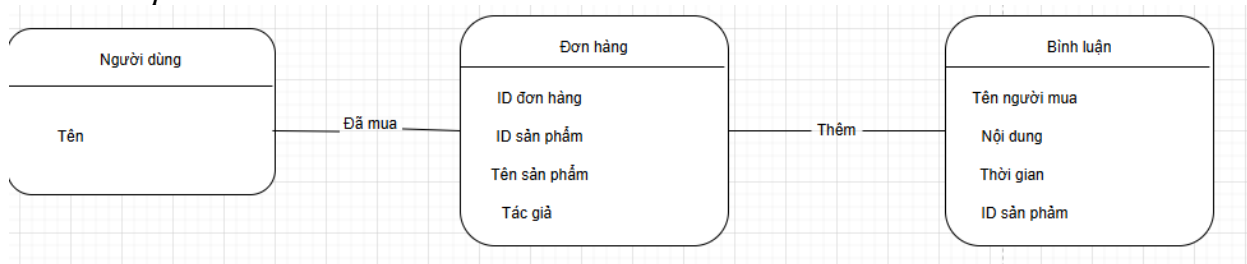 Người dùng
Tên
Đã mua
Đơn hàng
ID đơn hàng
ID sản phẩm
Tên sản phẩm
Tác giả
Thêm
Bình luận
Tên người mua
Nội dung
Thời gian
ID sản phảm